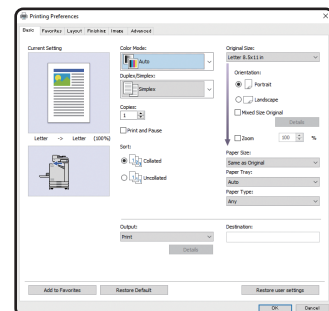 Printing Preferences
Basic Favorites Layout Finishing Image Advanced
Current Setting
Letter -> Letter (100%)
Color Mode:
Auto
Duplex/Simplex:
Simplex
Copies:
1
Print and Pause
Sort:
Collated
Uncollated
Output:
Print
Details
Original Size:
Letter 8.5x11 in
Orientation:
Portrait
Landscape
Mixed Size Original
Details
Zoom 100 %
Paper Size:
Same as Original
Paper Tray:
Auto
Paper Type:
Any
Destination:
Add to Favorites Restore Default Restore user settings
OK Cancel